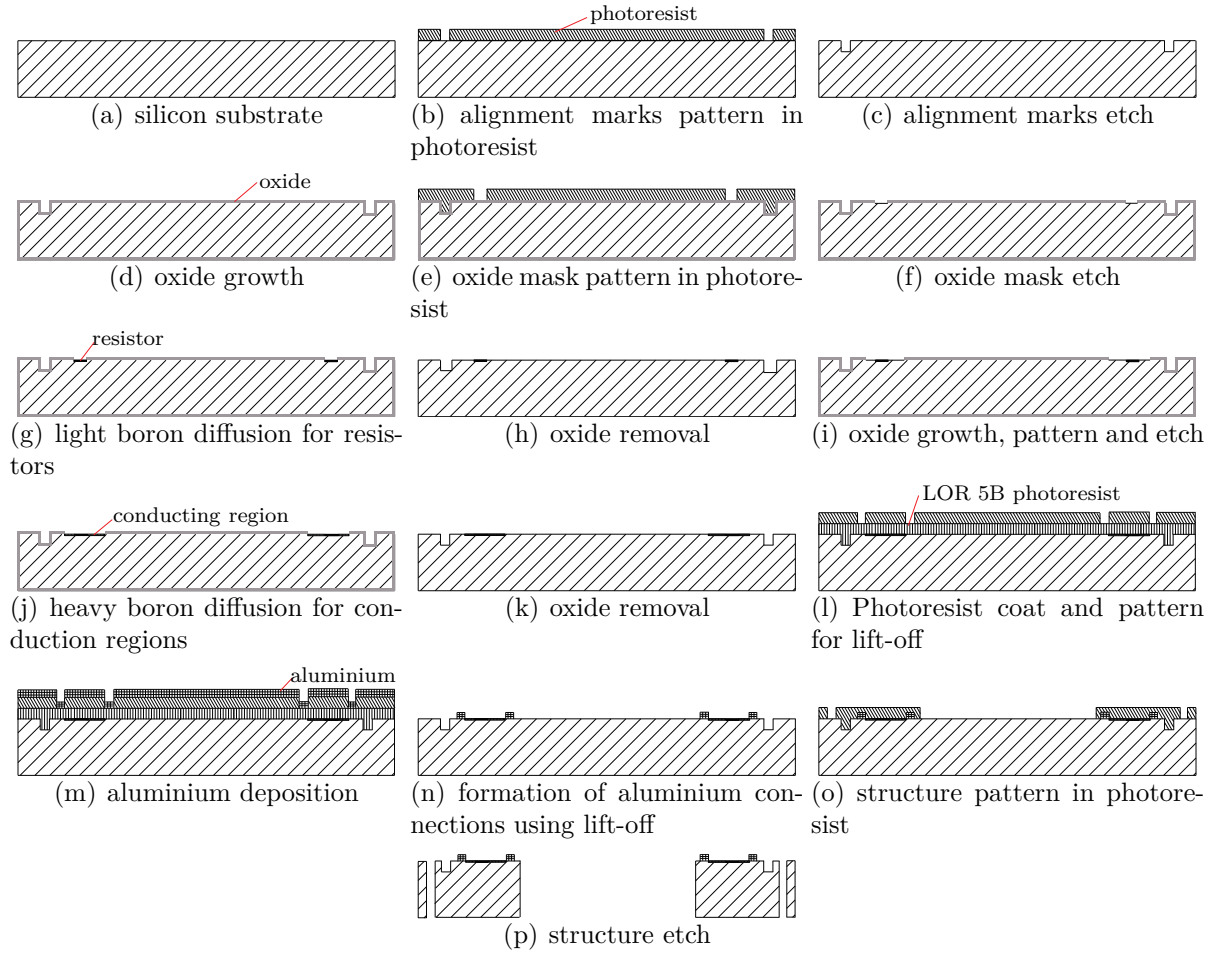 photoresist
(a) silicon substrate
(b) alignment marks pattern in
photoresist
(c) alignment marks etch
oxide
(d) oxide growth
(e) oxide mask pattern in photore-
sist
(f) oxide mask etch
resistor
(g) light boron diffusion for resis-
tors
(h) oxide removal
(i) oxide growth, pattern and etch
conducting region
LOR 5B photoresist
(j) heavy boron diffusion for con-
duction regions
(k) oxide removal
(l) Photoresist coat and pattern
for lift-off
aluminium
(m) aluminium deposition
(n) formation of aluminium con-
nections using lift-off
(o) structure pattern in photore-
sist
(p) structure etch